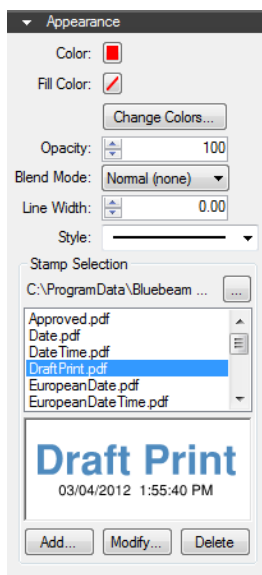 Appearance
Color:
Fill Color:
Change Colors...
Opacity: 100
Blend Mode: Normal (none)
Line Width: 0.00
Style:
Stamp Selection
C:\ProgramData\Bluebeam ... ...
Approved.pdf
Date.pdf
DateTime.pdf
DraftPrint.pdf
EuropeanDate.pdf
EuropeanDateTime.pdf
Draft Print
03/04/2012 1:55:40 PM
Add... Modify... Delete